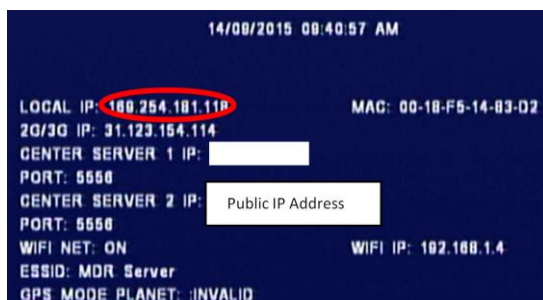 14/09/2015 09:40:57 AM
LOCAL IP: 169.254.181.118 MAC: 00-18-F5-14-83-D2
2G/3G IP: 31.123.154.114
CENTER SERVER 1 IP:
PORT: 5556
CENTER SERVER 2 IP: Public IP Address
PORT: 5556
WIFI NET: ON WIFI IP: 192.168.1.4
ESSID: MDR Server
GPS MODE PLANET: :INVALID